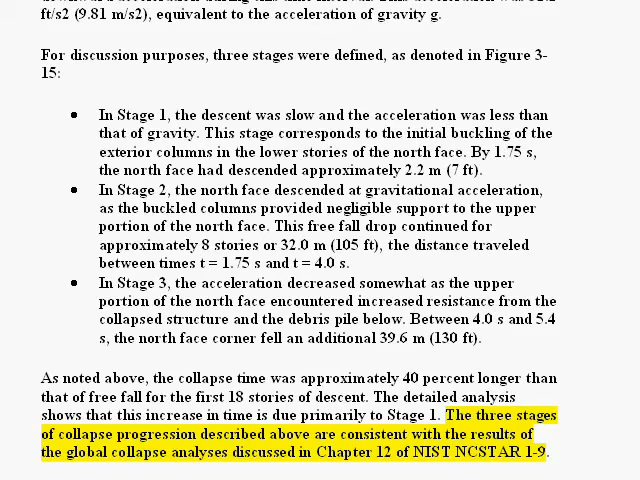 ft/s2 (9.81 m/s2), equivalent to the acceleration of gravity g.
For discussion purposes, three stages were defined, as denoted in Figure 3-
15:
• In Stage 1, the descent was slow and the acceleration was less than
that of gravity. This stage corresponds to the initial buckling of the
exterior columns in the lower stories of the north face. By 1.75 s,
the north face had descended approximately 2.2 m (7 ft).
• In Stage 2, the north face descended at gravitational acceleration,
as the buckled columns provided negligible support to the upper
portion of the north face. This free fall drop continued for
approximately 8 stories or 32.0 m (105 ft), the distance traveled
between times t = 1.75 s and t = 4.0 s.
• In Stage 3, the acceleration decreased somewhat as the upper
portion of the north face encountered increased resistance from the
collapsed structure and the debris pile below. Between 4.0 s and 5.4
s, the north face corner fell an additional 39.6 m (130 ft).
As noted above, the collapse time was approximately 40 percent longer than
that of free fall for the first 18 stories of descent. The detailed analysis
shows that this increase in time is due primarily to Stage 1. The three stages
of collapse progression described above are consistent with the results of
the global collapse analyses discussed in Chapter 12 of NIST NCSTAR 1-9.